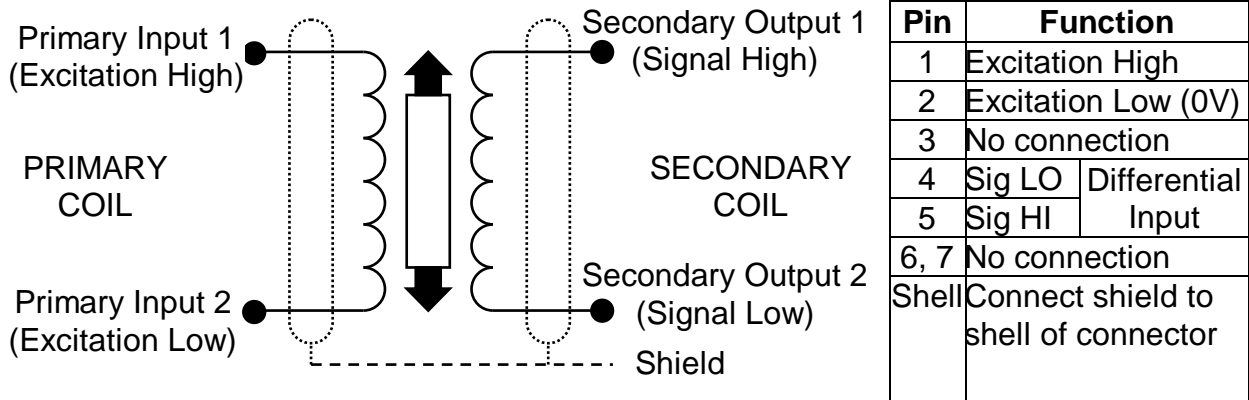 Primary Input 1
(Excitation High)
PRIMARY
COIL
Primary Input 2
(Excitation Low)
Secondary Output 1
(Signal High)
SECONDARY
COIL
Secondary Output 2
(Signal Low)
Shield
Pin Function
1 Excitation High
2 Excitation Low (0V)
3 No connection
4 Sig LO Differential
5 Sig HI Input
6, 7 No connection
Shell Connect shield to
shell of connector